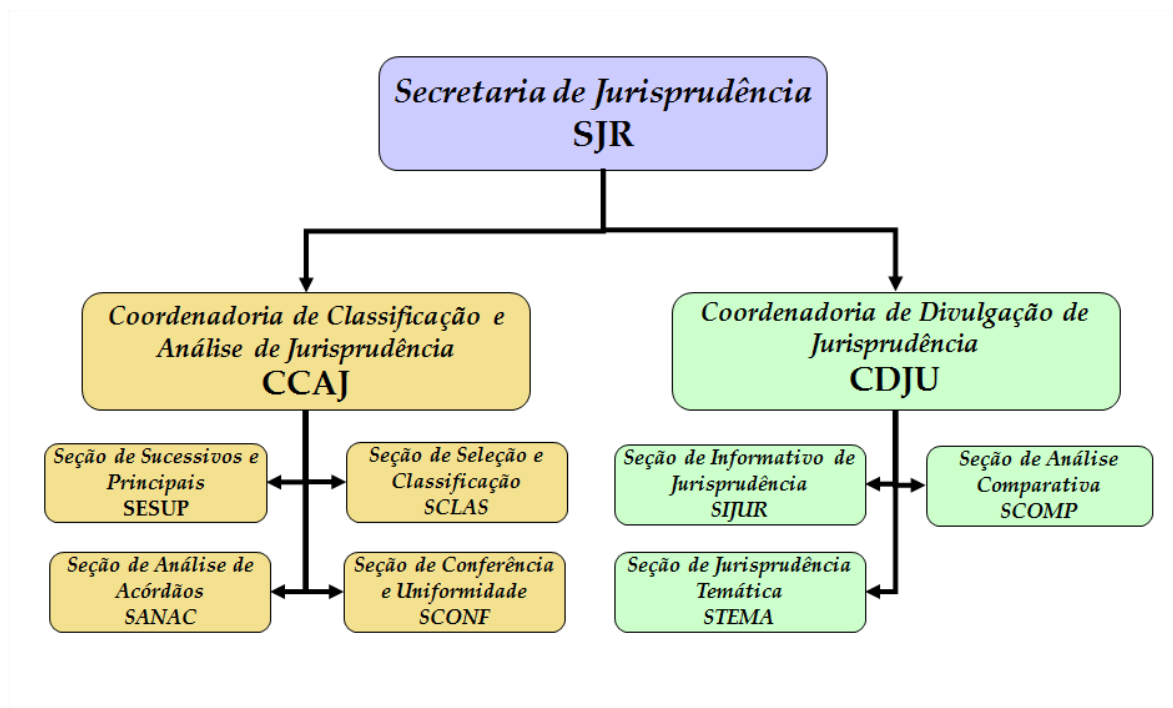 Secretaria de Jurisprudência
SJR
Coordenadoria de Classificação e
Análise de Jurisprudência
CCAJ
Coordenadoria de Divulgação de
Jurisprudência
CDJU
Seção de Sucessivos e
Principais
SESUP
Seção de Seleção e
Classificação
SCLAS
Seção de Análise de
Acórdãos
SANAC
Seção de Conferência
e Uniformidade
SCONF
Seção de Informativo de
Jurisprudência
SIJUR
Seção de Análise
Comparativa
SCOMP
Seção de Jurisprudência
Temática
STEMA